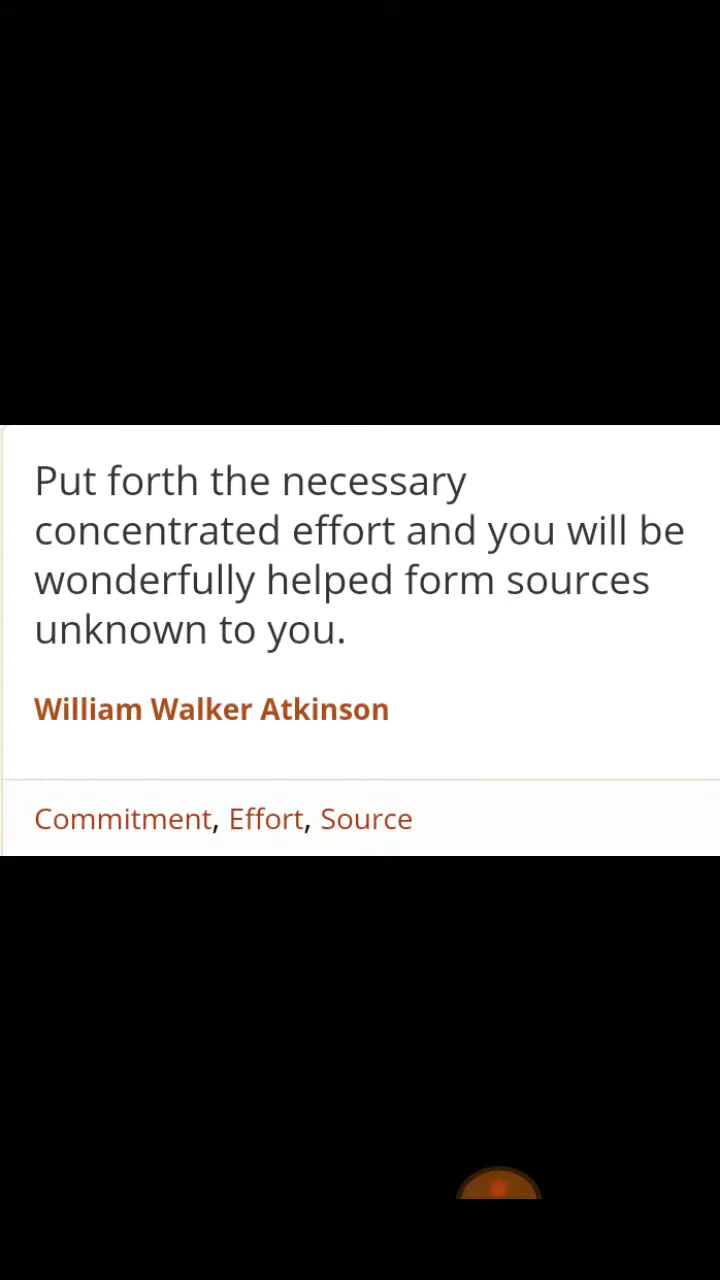 Put forth the necessary
concentrated effort and you will be
wonderfully helped form sources
unknown to you.
William Walker Atkinson
Commitment, Effort, Source